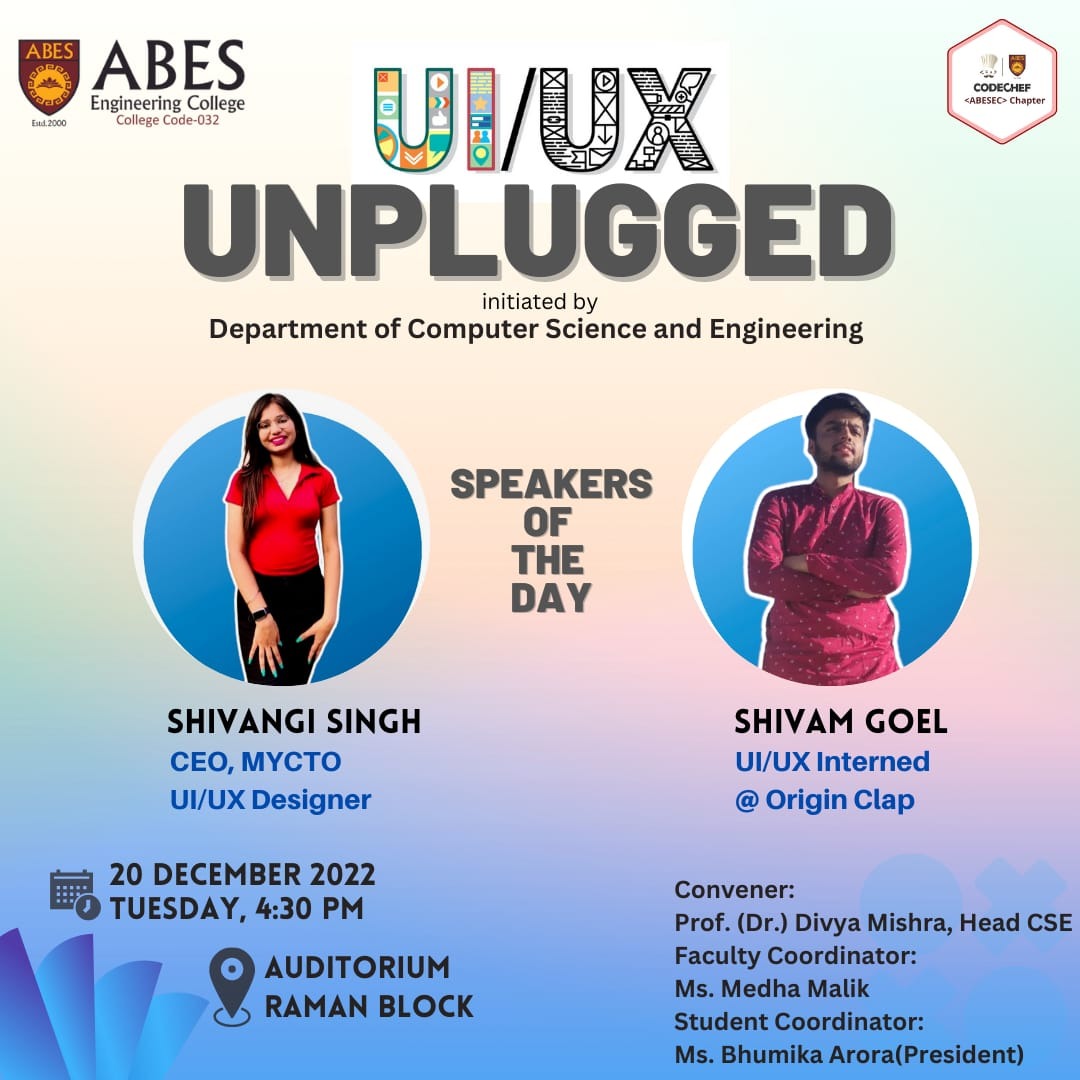 ABES
Estd.2000
ABES
Engineering College
College Code-032
UI/UX
UNPLUGGED
initiated by
Department of Computer Science and Engineering
ABES
CODECHEF
<ABESEC> Chapter
SPEAKERS
OF
THE
DAY
SHIVANGI SINGH
CEO, MYCTO
UI/UX Designer
SHIVAM GOEL
UI/UX Interned
@ Origin Clap
20 DECEMBER 2022
TUESDAY, 4:30 PM
AUDITORIUM
RAMAN BLOCK
Convener:
Prof. (Dr.) Divya Mishra, Head CSE
Faculty Coordinator:
Ms. Medha Malik
Student Coordinator:
Ms. Bhumika Arora(President)